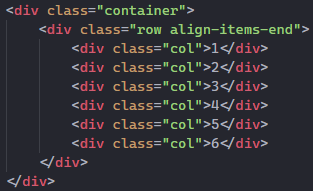 <div class="container">
<div class="row align-items-end">
<div class="col">1</div>
<div class="col">2</div>
<div class="col">3</div>
<div class="col">4</div>
<div class="col">5</div>
<div class="col">6</div>
</div>
</div>